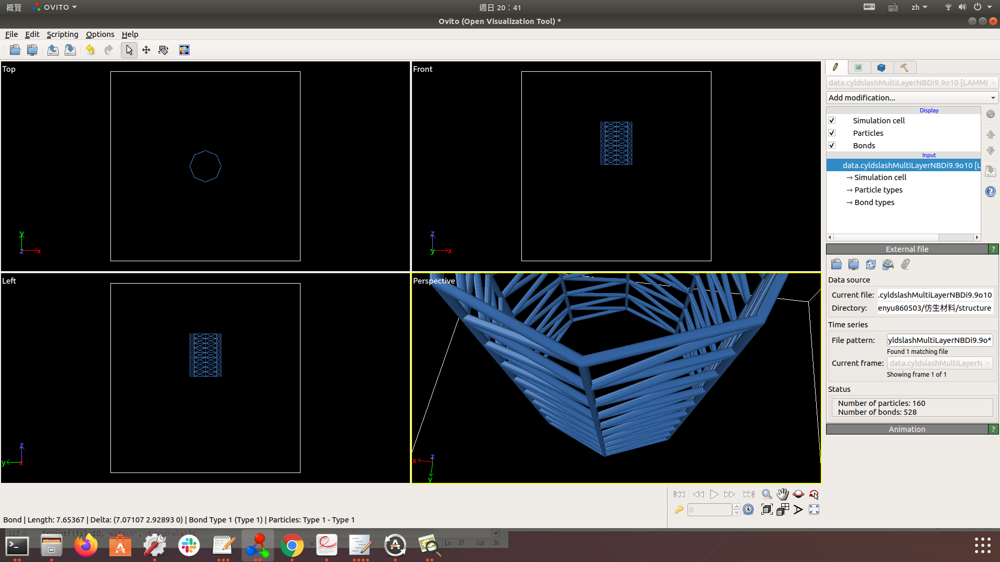 概覽 OVITO 週日 20：41 zh
Ovito (Open Visualization Tool) *
File Edit Scripting Options Help
Top
Front
data.cyldslashMultiLayerNBDi9.9o10 [LAMMI
Add modification...
Display
Simulation cell
Particles
Bonds
Input
data.cyldslashMultiLayerNBDi9.9o10 [L
→ Simulation cell
→ Particle types
→ Bond types
y
z x
z
y x
External file ?
Left
Perspective
Data source
Current file: .cyldslashMultiLayerNBDi9.9o10
Directory: enyu860503/仿生材料/structure
Time series
File pattern: yldslashMultiLayerNBDi9.9o*
Found 1 matching file
Current frame: data.cyldslashMultiLayerN
Showing frame 1 of 1
Status
Number of particles: 160
Number of bonds: 528
Animation ?
z
y x
x z
y
0
Bond | Length: 7.65367 | Delta: (7.07107 2.92893 0) | Bond Type 1 (Type 1) | Particles: Type 1 - Type 1
117 -
Ln 37 Col 30